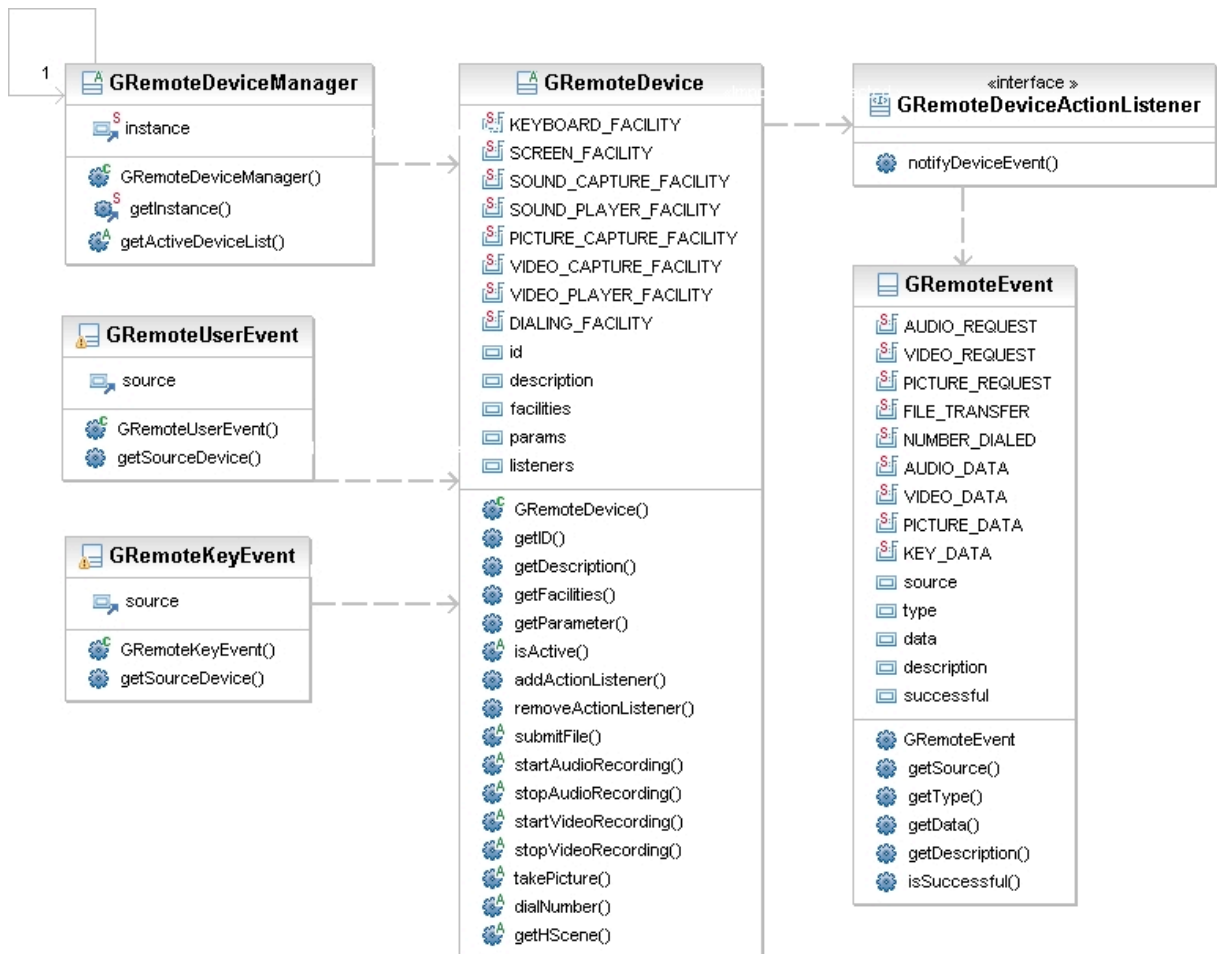 1
GRemoteDeviceManager
instance
GRemoteDeviceManager()
getInstance()
getActiveDeviceList()
GRemoteUserEvent
source
GRemoteUserEvent()
getSourceDevice()
GRemoteKeyEvent
source
GRemoteKeyEvent()
getSourceDevice()
GRemoteDevice
KEYBOARD_FACILITY
SCREEN_FACILITY
SOUND_CAPTURE_FACILITY
SOUND_PLAYER_FACILITY
PICTURE_CAPTURE_FACILITY
VIDEO_CAPTURE_FACILITY
VIDEO_PLAYER_FACILITY
DIALING_FACILITY
id
description
facilities
params
listeners
GRemoteDevice()
getID()
getDescription()
getFacilities()
getParameter()
isActive()
addActionListener()
removeActionListener()
submitFile()
startAudioRecording()
stopAudioRecording()
startVideoRecording()
stopVideoRecording()
takePicture()
dialNumber()
getHScene()
«interface »
GRemoteDeviceActionListener
notifyDeviceEvent()
GRemoteEvent
AUDIO_REQUEST
VIDEO_REQUEST
PICTURE_REQUEST
FILE_TRANSFER
NUMBER_DIALED
AUDIO_DATA
VIDEO_DATA
PICTURE_DATA
KEY_DATA
source
type
data
description
successful
GRemoteEvent
getSource()
getType()
getData()
getDescription()
isSuccessful()